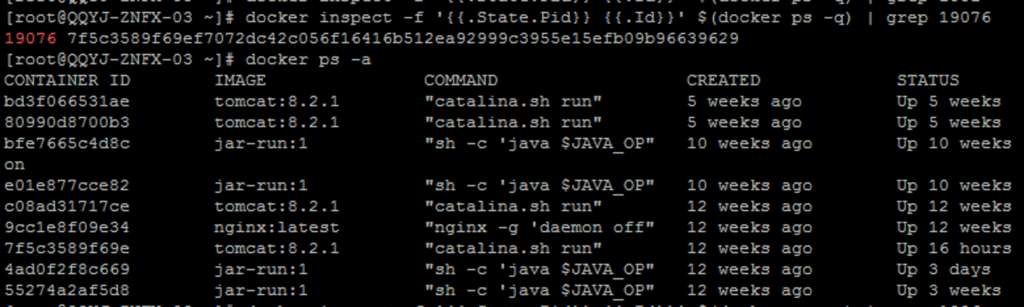 [root@QQYJ-ZNFX-03 ~]# docker inspect -f '{{.State.Pid}} {{.Id}}' $(docker ps -q) | grep 19076
19076 7f5c3589f69ef7072dc42c056f16416b512ea92999c3955e15efb09b96639629
[root@QQYJ-ZNFX-03 ~]# docker ps -a
CONTAINER ID IMAGE COMMAND CREATED STATUS
bd3f066531ae tomcat:8.2.1 "catalina.sh run" 5 weeks ago Up 5 weeks
80990d8700b3 tomcat:8.2.1 "catalina.sh run" 5 weeks ago Up 5 weeks
bfe7665c4d8c jar-run:1 "sh -c 'java $JAVA_OP" 10 weeks ago Up 10 weeks
on
e01e877cce82 jar-run:1 "sh -c 'java $JAVA_OP" 10 weeks ago Up 10 weeks
c08ad31717ce tomcat:8.2.1 "catalina.sh run" 12 weeks ago Up 12 weeks
9cc1e8f09e34 nginx:latest "nginx -g 'daemon off" 12 weeks ago Up 12 weeks
7f5c3589f69e tomcat:8.2.1 "catalina.sh run" 12 weeks ago Up 16 hours
4ad0f2f8c669 jar-run:1 "sh -c 'java $JAVA_OP" 12 weeks ago Up 3 days
55274a2af5d8 jar-run:1 "sh -c 'java $JAVA_OP" 12 weeks ago Up 3 weeks